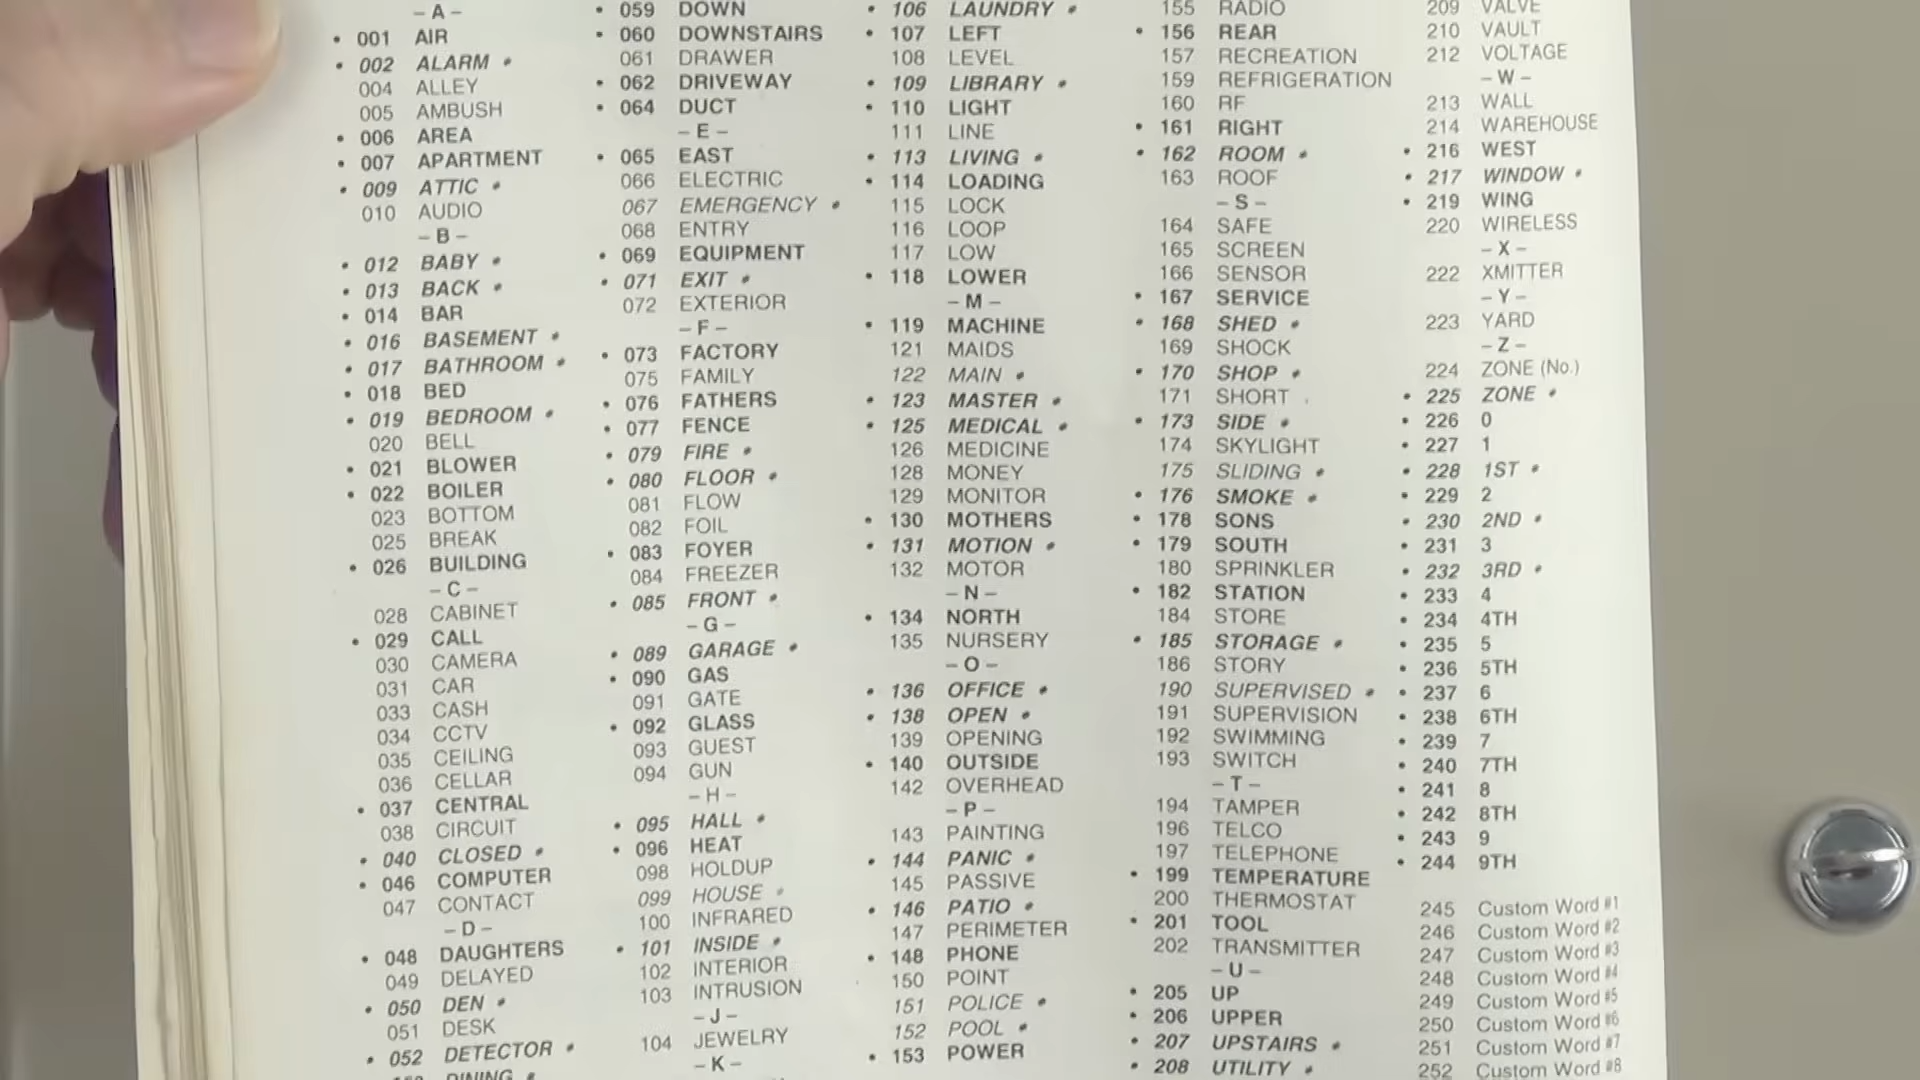 – A –
• 001 AIR
• 002 ALARM •
004 ALLEY
005 AMBUSH
• 006 AREA
• 007 APARTMENT
• 009 ATTIC •
010 AUDIO
– B –
• 012 BABY •
• 013 BACK •
• 014 BAR
• 016 BASEMENT •
• 017 BATHROOM •
• 018 BED
• 019 BEDROOM •
020 BELL
• 021 BLOWER
• 022 BOILER
023 BOTTOM
025 BREAK
• 026 BUILDING
– C –
028 CABINET
• 029 CALL
030 CAMERA
031 CAR
033 CASH
034 CCTV
035 CEILING
036 CELLAR
• 037 CENTRAL
038 CIRCUIT
• 040 CLOSED •
• 046 COMPUTER
047 CONTACT
– D –
• 048 DAUGHTERS
049 DELAYED
• 050 DEN •
051 DESK
• 052 DETECTOR •
DINING •
• 059 DOWN
• 060 DOWNSTAIRS
061 DRAWER
• 062 DRIVEWAY
• 064 DUCT
– E –
• 065 EAST
066 ELECTRIC
067 EMERGENCY •
068 ENTRY
• 069 EQUIPMENT
• 071 EXIT •
072 EXTERIOR
– F –
• 073 FACTORY
075 FAMILY
• 076 FATHERS
• 077 FENCE
• 079 FIRE •
• 080 FLOOR •
081 FLOW
082 FOIL
• 083 FOYER
084 FREEZER
• 085 FRONT •
– G –
• 089 GARAGE •
• 090 GAS
091 GATE
• 092 GLASS
093 GUEST
094 GUN
– H –
• 095 HALL •
• 096 HEAT
098 HOLDUP
099 HOUSE •
100 INFRARED
• 101 INSIDE •
102 INTERIOR
103 INTRUSION
– J –
104 JEWELRY
– K –
• 106 LAUNDRY •
• 107 LEFT
108 LEVEL
• 109 LIBRARY •
• 110 LIGHT
111 LINE
• 113 LIVING •
• 114 LOADING
115 LOCK
116 LOOP
117 LOW
• 118 LOWER
– M –
• 119 MACHINE
121 MAIDS
122 MAIN •
• 123 MASTER •
• 125 MEDICAL •
126 MEDICINE
128 MONEY
129 MONITOR
• 130 MOTHERS
• 131 MOTION •
132 MOTOR
– N –
• 134 NORTH
135 NURSERY
– O –
• 136 OFFICE •
• 138 OPEN •
139 OPENING
• 140 OUTSIDE
142 OVERHEAD
– P –
143 PAINTING
• 144 PANIC •
145 PASSIVE
• 146 PATIO •
147 PERIMETER
• 148 PHONE
150 POINT
151 POLICE •
152 POOL •
• 153 POWER
155 RADIO
• 156 REAR
157 RECREATION
159 REFRIGERATION
160 RF
• 161 RIGHT
• 162 ROOM •
163 ROOF
– S –
164 SAFE
165 SCREEN
166 SENSOR
• 167 SERVICE
• 168 SHED •
169 SHOCK
• 170 SHOP •
171 SHORT
• 173 SIDE •
174 SKYLIGHT
175 SLIDING •
• 176 SMOKE •
• 178 SONS
• 179 SOUTH
180 SPRINKLER
• 182 STATION
184 STORE
• 185 STORAGE •
186 STORY
190 SUPERVISED •
191 SUPERVISION
192 SWIMMING
193 SWITCH
– T –
194 TAMPER
196 TELCO
197 TELEPHONE
• 199 TEMPERATURE
200 THERMOSTAT
• 201 TOOL
202 TRANSMITTER
– U –
• 205 UP
• 206 UPPER
• 207 UPSTAIRS •
• 208 UTILITY •
209 VALVE
210 VAULT
212 VOLTAGE
– W –
213 WALL
214 WAREHOUSE
• 216 WEST
• 217 WINDOW •
• 219 WING
220 WIRELESS
– X –
222 XMITTER
– Y –
223 YARD
– Z –
224 ZONE (No.)
• 225 ZONE •
• 226 0
• 227 1
• 228 1ST •
• 229 2
• 230 2ND •
• 231 3
• 232 3RD •
• 233 4
• 234 4TH
• 235 5
• 236 5TH
• 237 6
• 238 6TH
• 239 7
• 240 7TH
• 241 8
• 242 8TH
• 243 9
• 244 9TH
245 Custom Word #1
246 Custom Word #2
247 Custom Word #3
248 Custom Word #4
249 Custom Word #5
250 Custom Word #6
251 Custom Word #7
252 Custom Word #8